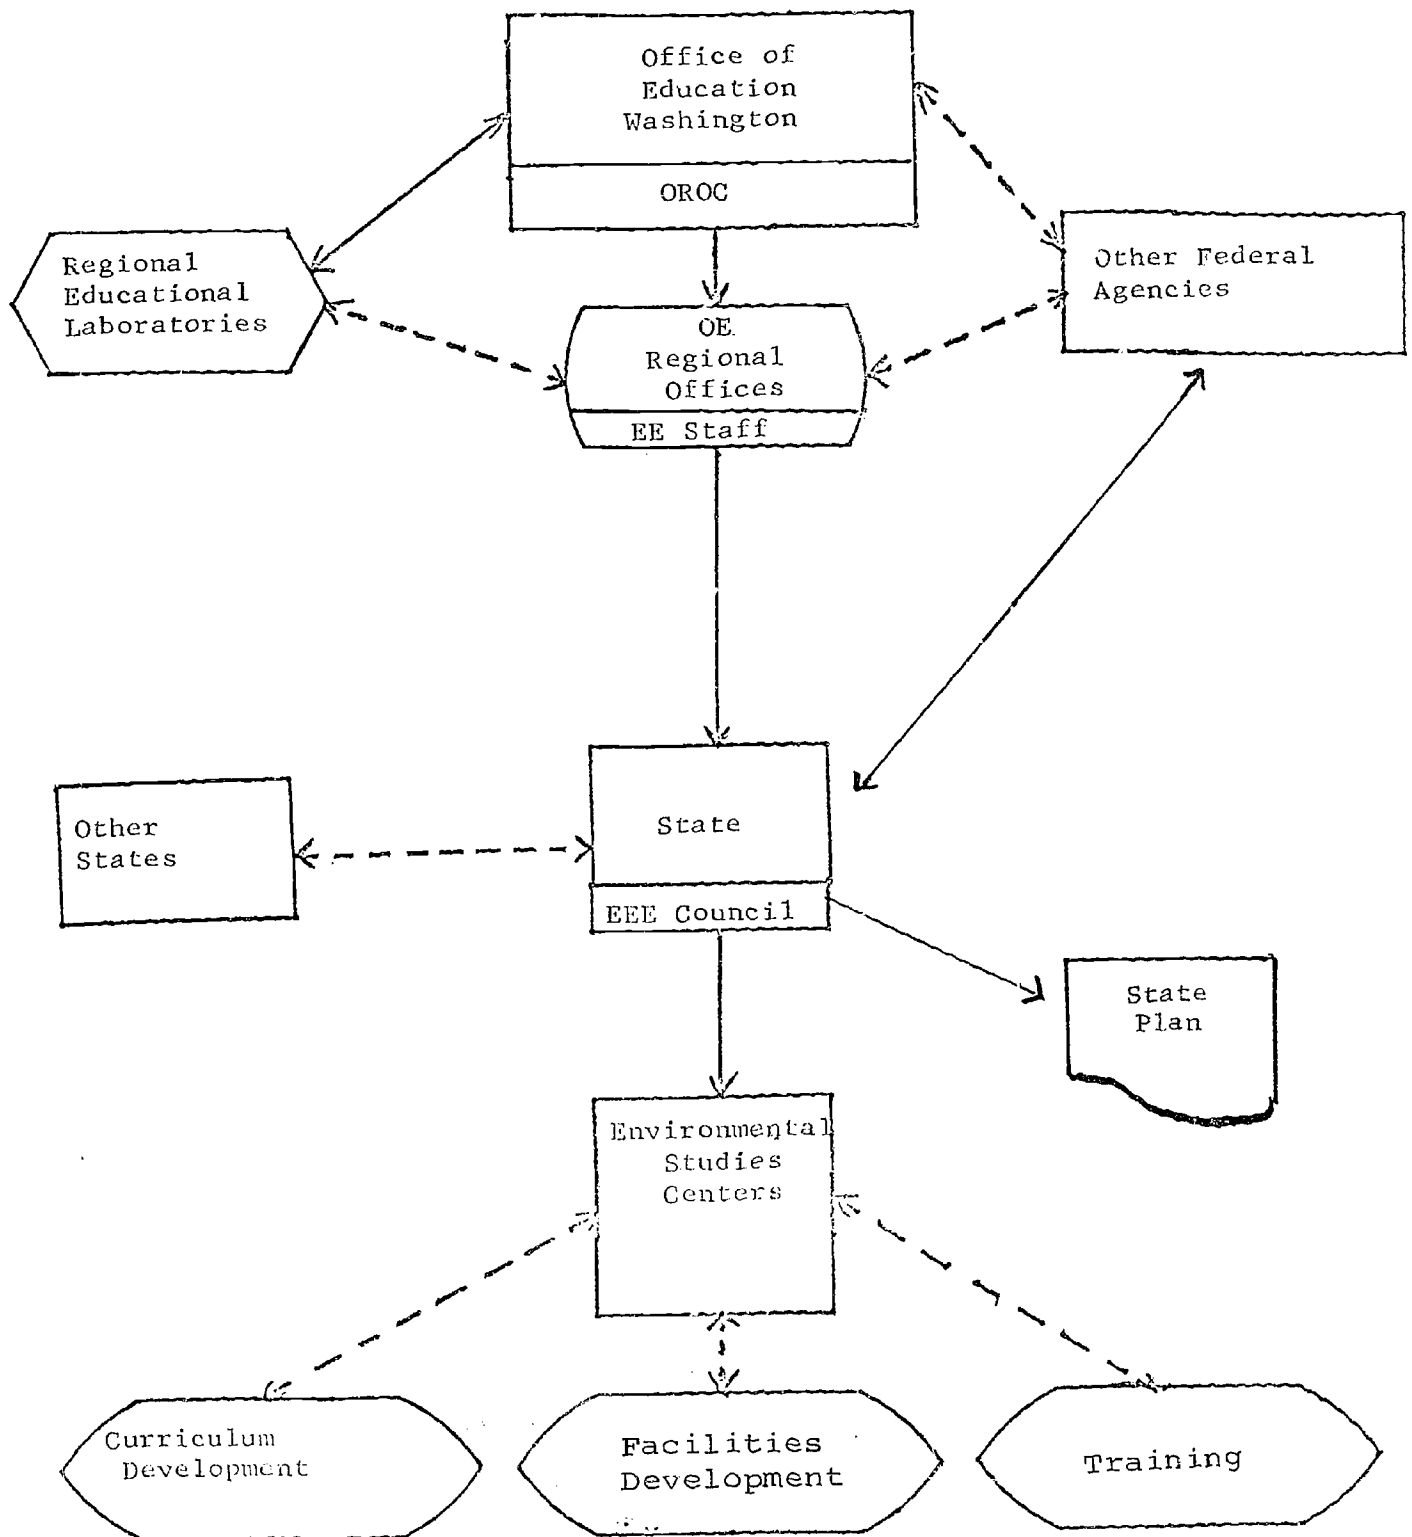 Office of
Education
Washington
OROC
Regional
Educational
Laboratories
Other Federal
Agencies
OE
Regional
Offices
EE Staff
Other
States
State
EEE Council
State
Plan
Environmental
Studies
Centers
Curriculum
Development
Facilities
Development
Training